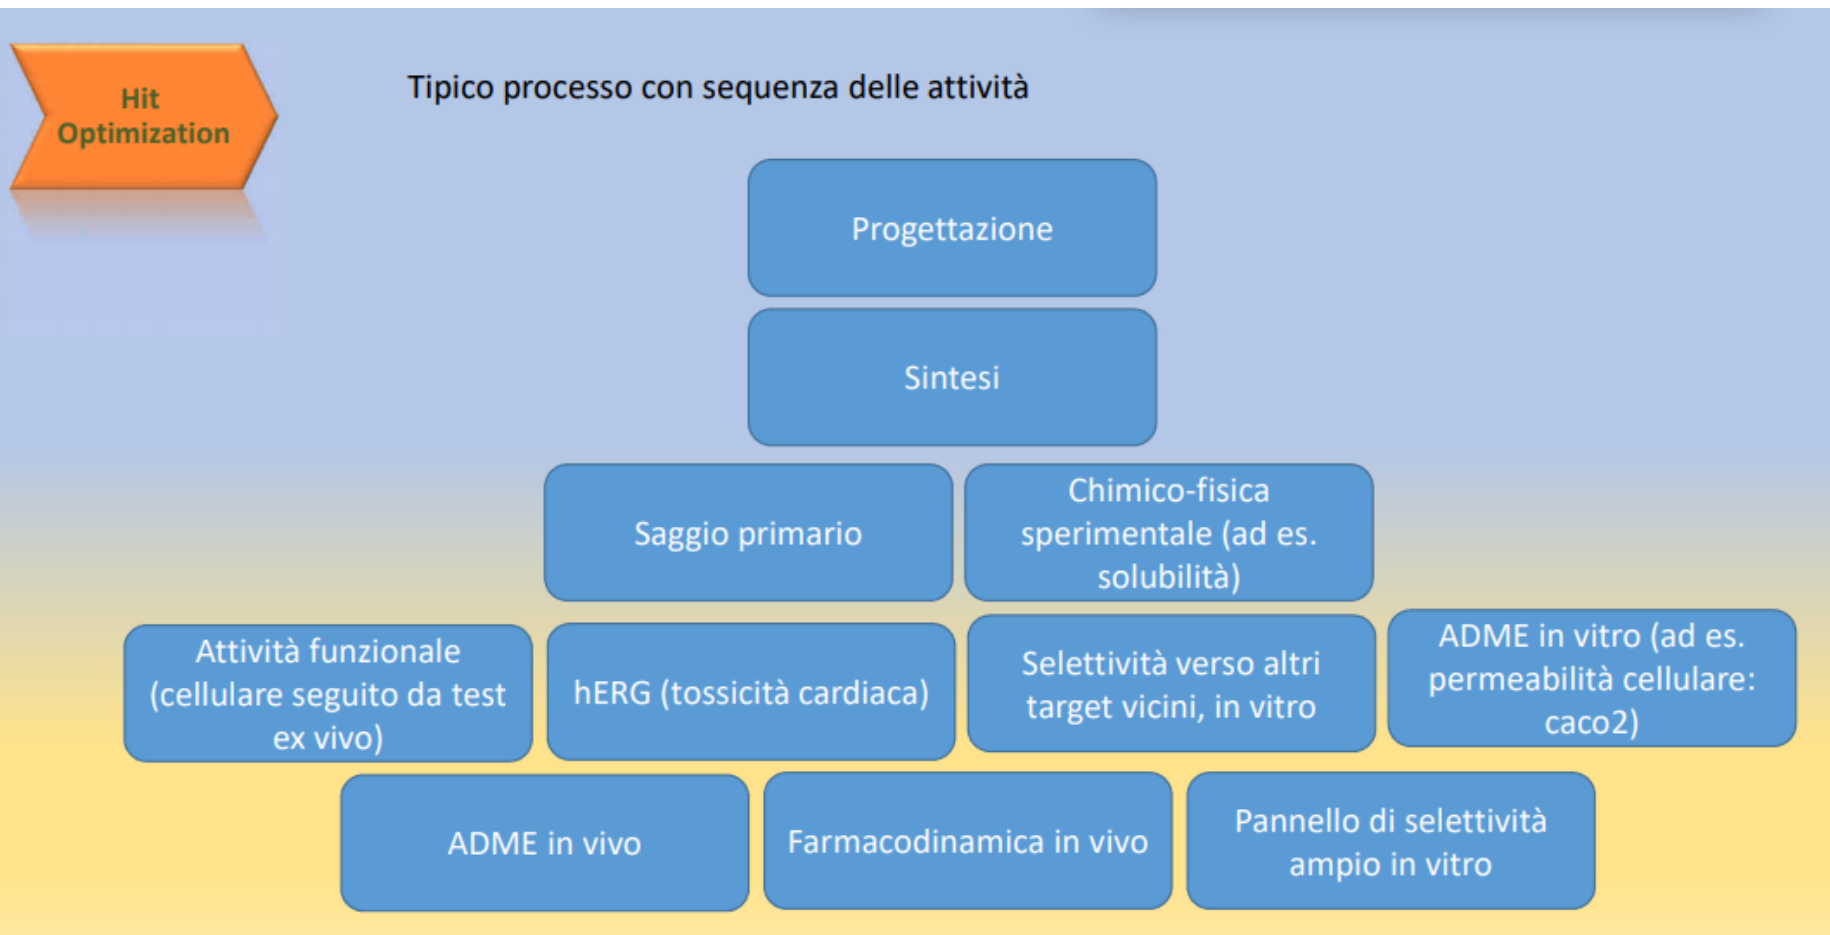 Hit
Optimization
Tipico processo con sequenza delle attività
Progettazione
Sintesi
Saggio primario
Chimico-fisica
sperimentale (ad es.
solubilità)
Attività funzionale
(cellulare seguito da test
ex vivo)
hERG (tossicità cardiaca)
Selettività verso altri
target vicini, in vitro
ADME in vitro (ad es.
permeabilità cellulare:
caco2)
ADME in vivo
Farmacodinamica in vivo
Pannello di selettività
ampio in vitro